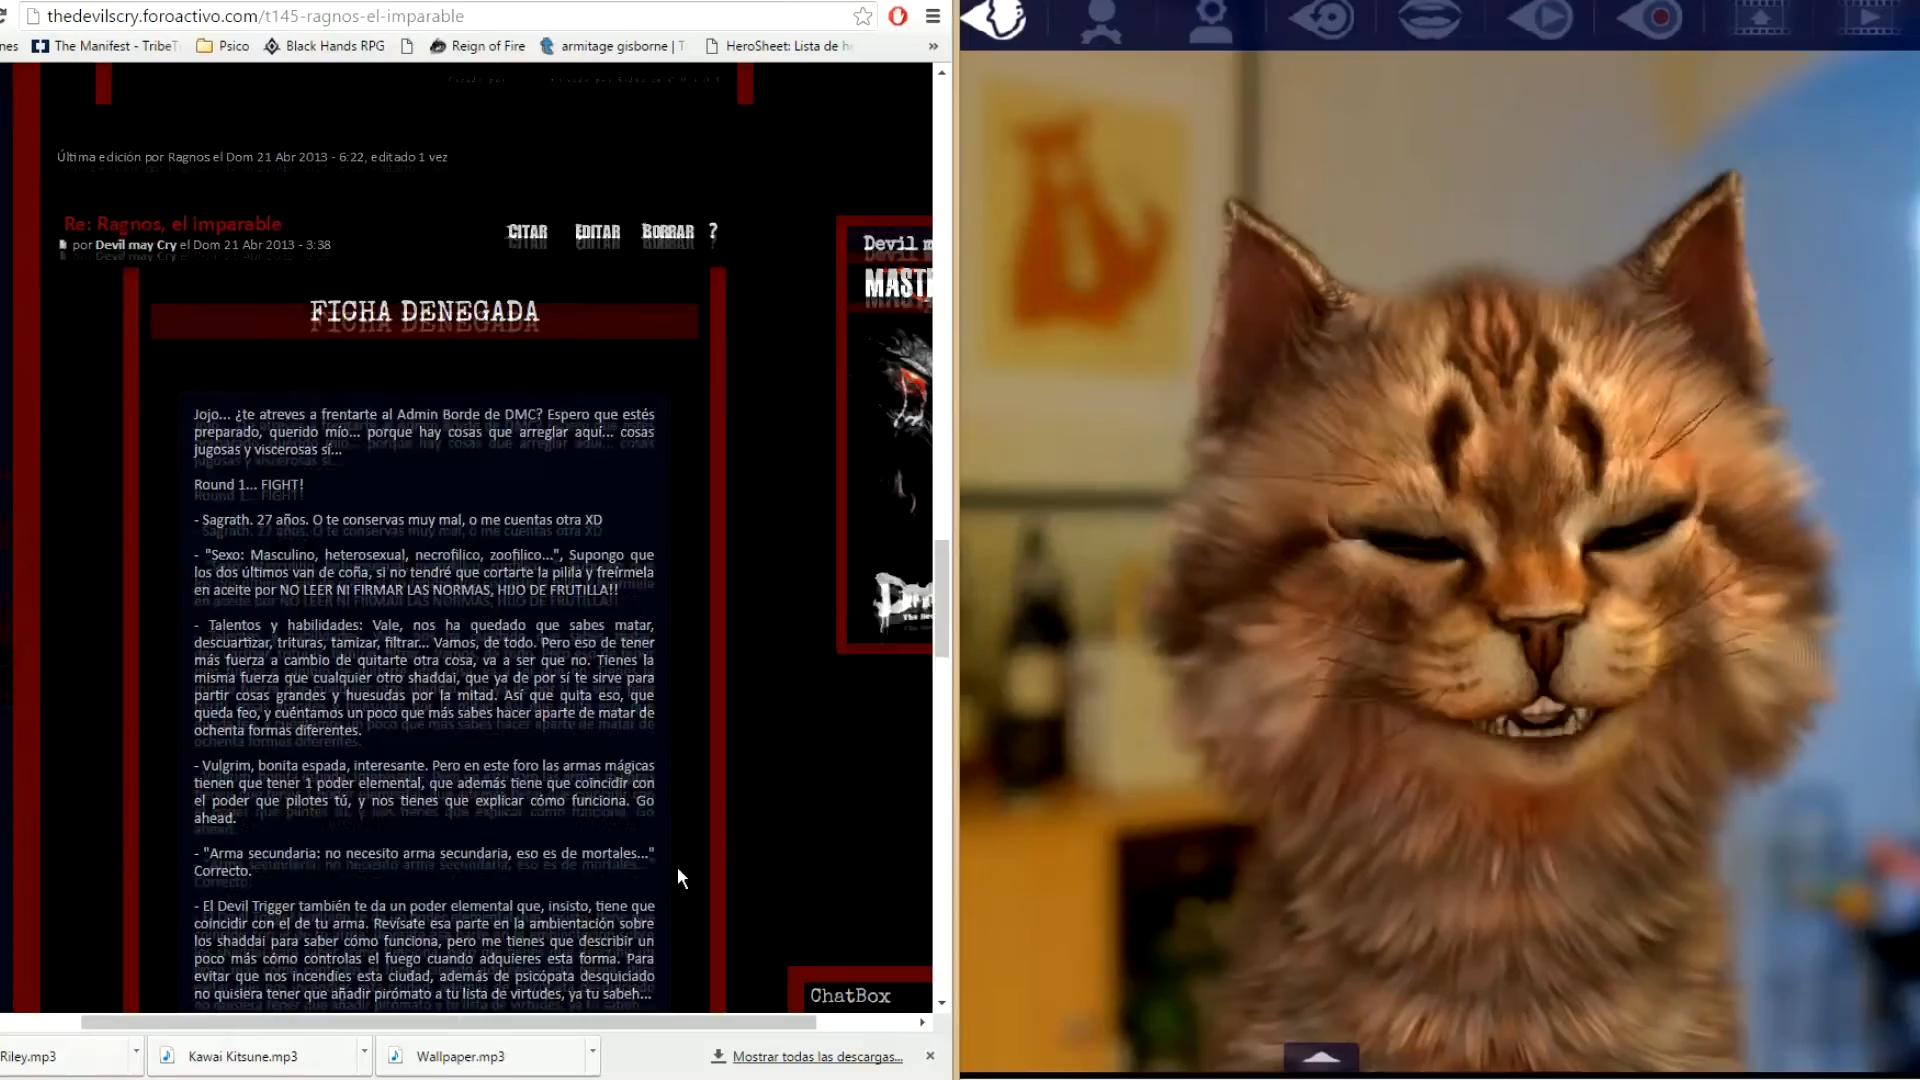 thedevilscry.foroactivo.com/t145-ragnos-el-imparable
nes The Manifest - TribeT Psico Black Hands RPG Reign of Fire armitage gisborne | T HeroSheet: Lista de h »
Última edición por Ragnos el Dom 21 Abr 2013 - 6:22, editado 1 vez
Re: Ragnos, el imparable
por Devil may Cry el Dom 21 Abr 2013 - 3:38
CITAR EDITAR BORRAR ?
FICHA DENEGADA
Jojo... ¿te atreves a frentarte al Admin Borde de DMC? Espero que estés
preparado, querido mío... porque hay cosas que arreglar aquí... cosas
jugosas y viscerosas sí...
Round 1... FIGHT!
- Sagrath. 27 años. O te conservas muy mal, o me cuentas otra XD
- "Sexo: Masculino, heterosexual, necrofilico, zoofilico...", Supongo que
los dos últimos van de coña, si no tendré que cortarte la pilila y freírmela
en aceite por NO LEER NI FIRMAR LAS NORMAS, HIJO DE FRUTILLA!!
- Talentos y habilidades: Vale, nos ha quedado que sabes matar,
descuartizar, trituras, tamizar, filtrar... Vamos, de todo. Pero eso de tener
más fuerza a cambio de quitarte otra cosa, va a ser que no. Tienes la
misma fuerza que cualquier otro shaddai, que ya de por sí te sirve para
partir cosas grandes y huesudas por la mitad. Así que quita eso, que
queda feo, y cuéntamos un poco que más sabes hacer aparte de matar de
ochenta formas diferentes.
- Vulgrim, bonita espada, interesante. Pero en este foro las armas mágicas
tienen que tener 1 poder elemental, que además tiene que coincidir con
el poder que pilotes tú, y nos tienes que explicar cómo funciona. Go
ahead.
- "Arma secundaria: no necesito arma secundaria, eso es de mortales..."
Correcto.
- El Devil Trigger también te da un poder elemental que, insisto, tiene que
coincidir con el de tu arma. Revísate esa parte en la ambientación sobre
los shaddai para saber cómo funciona, pero me tienes que describir un
poco más cómo controlas el fuego cuando adquieres esta forma. Para
evitar que nos incendies esta ciudad, además de psicópata desquiciado
no quisiera tener que añadir pirómato a tu lista de virtudes, ya tu sabeh...
Devil m
MAST
ChatBox
Riley.mp3 Kawai Kitsune.mp3 Wallpaper.mp3 Mostrar todas las descargas...